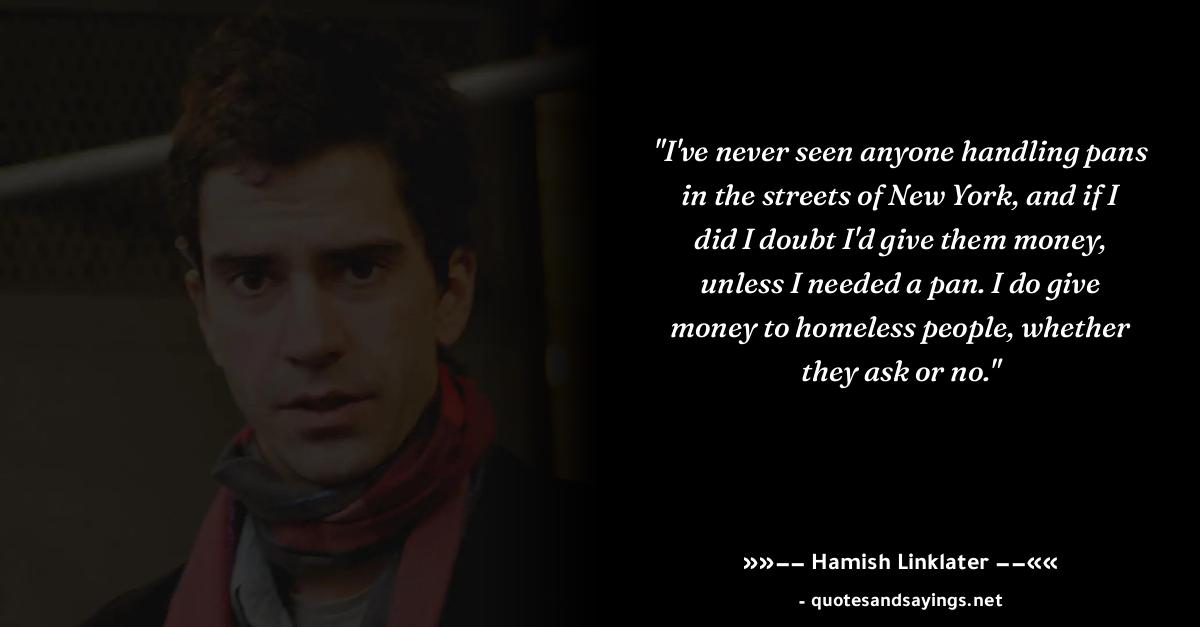 "I've never seen anyone handling pans
in the streets of New York, and if I
did I doubt I'd give them money,
unless I needed a pan. I do give
money to homeless people, whether
they ask or no."
»»−− Hamish Linklater −−««
- quotesandsayings.net